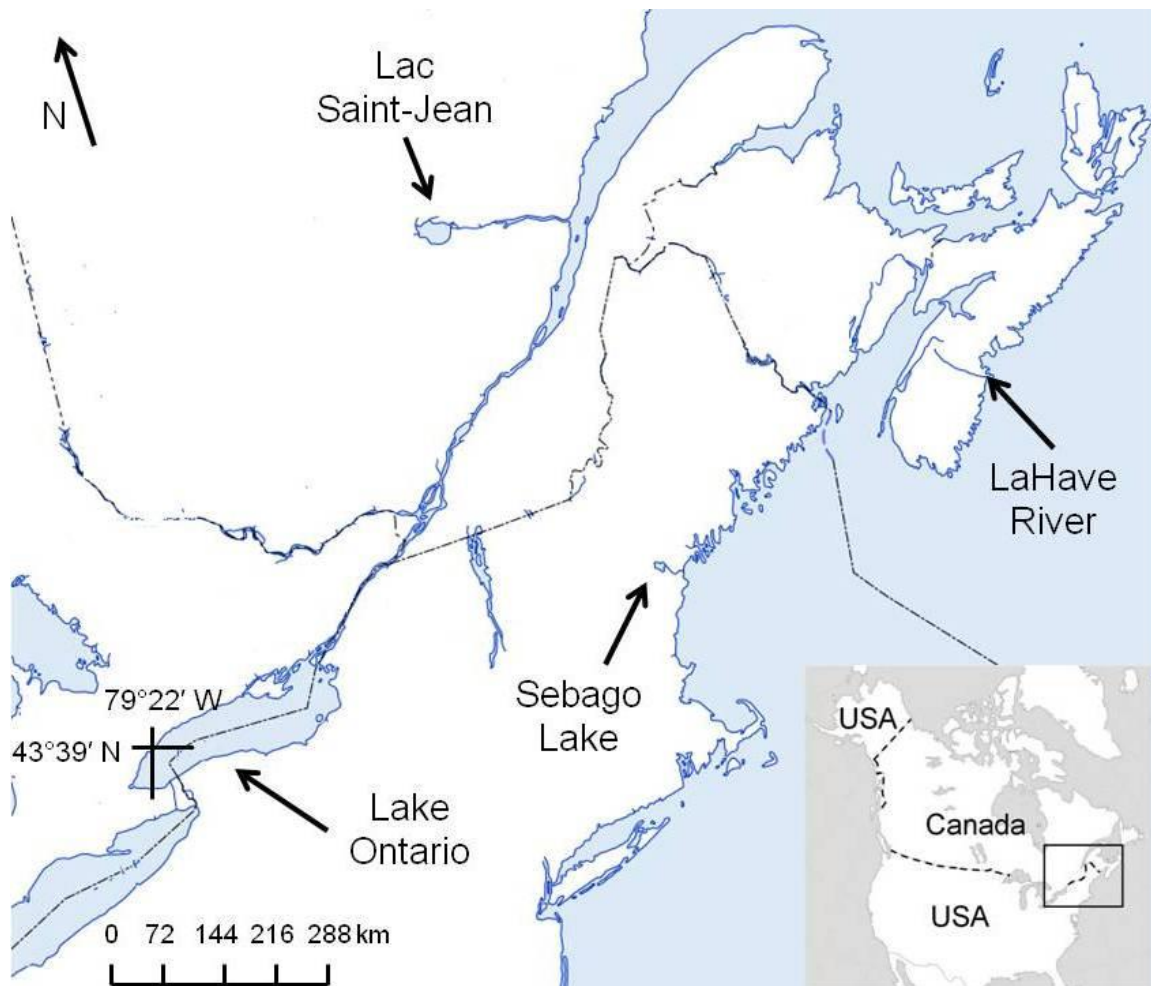 Lac
Saint-Jean
N
LaHave
River
Sebago
Lake
79°22′ W
43°39′ N
Lake
Ontario
0 72 144 216 288 km
USA
Canada
USA